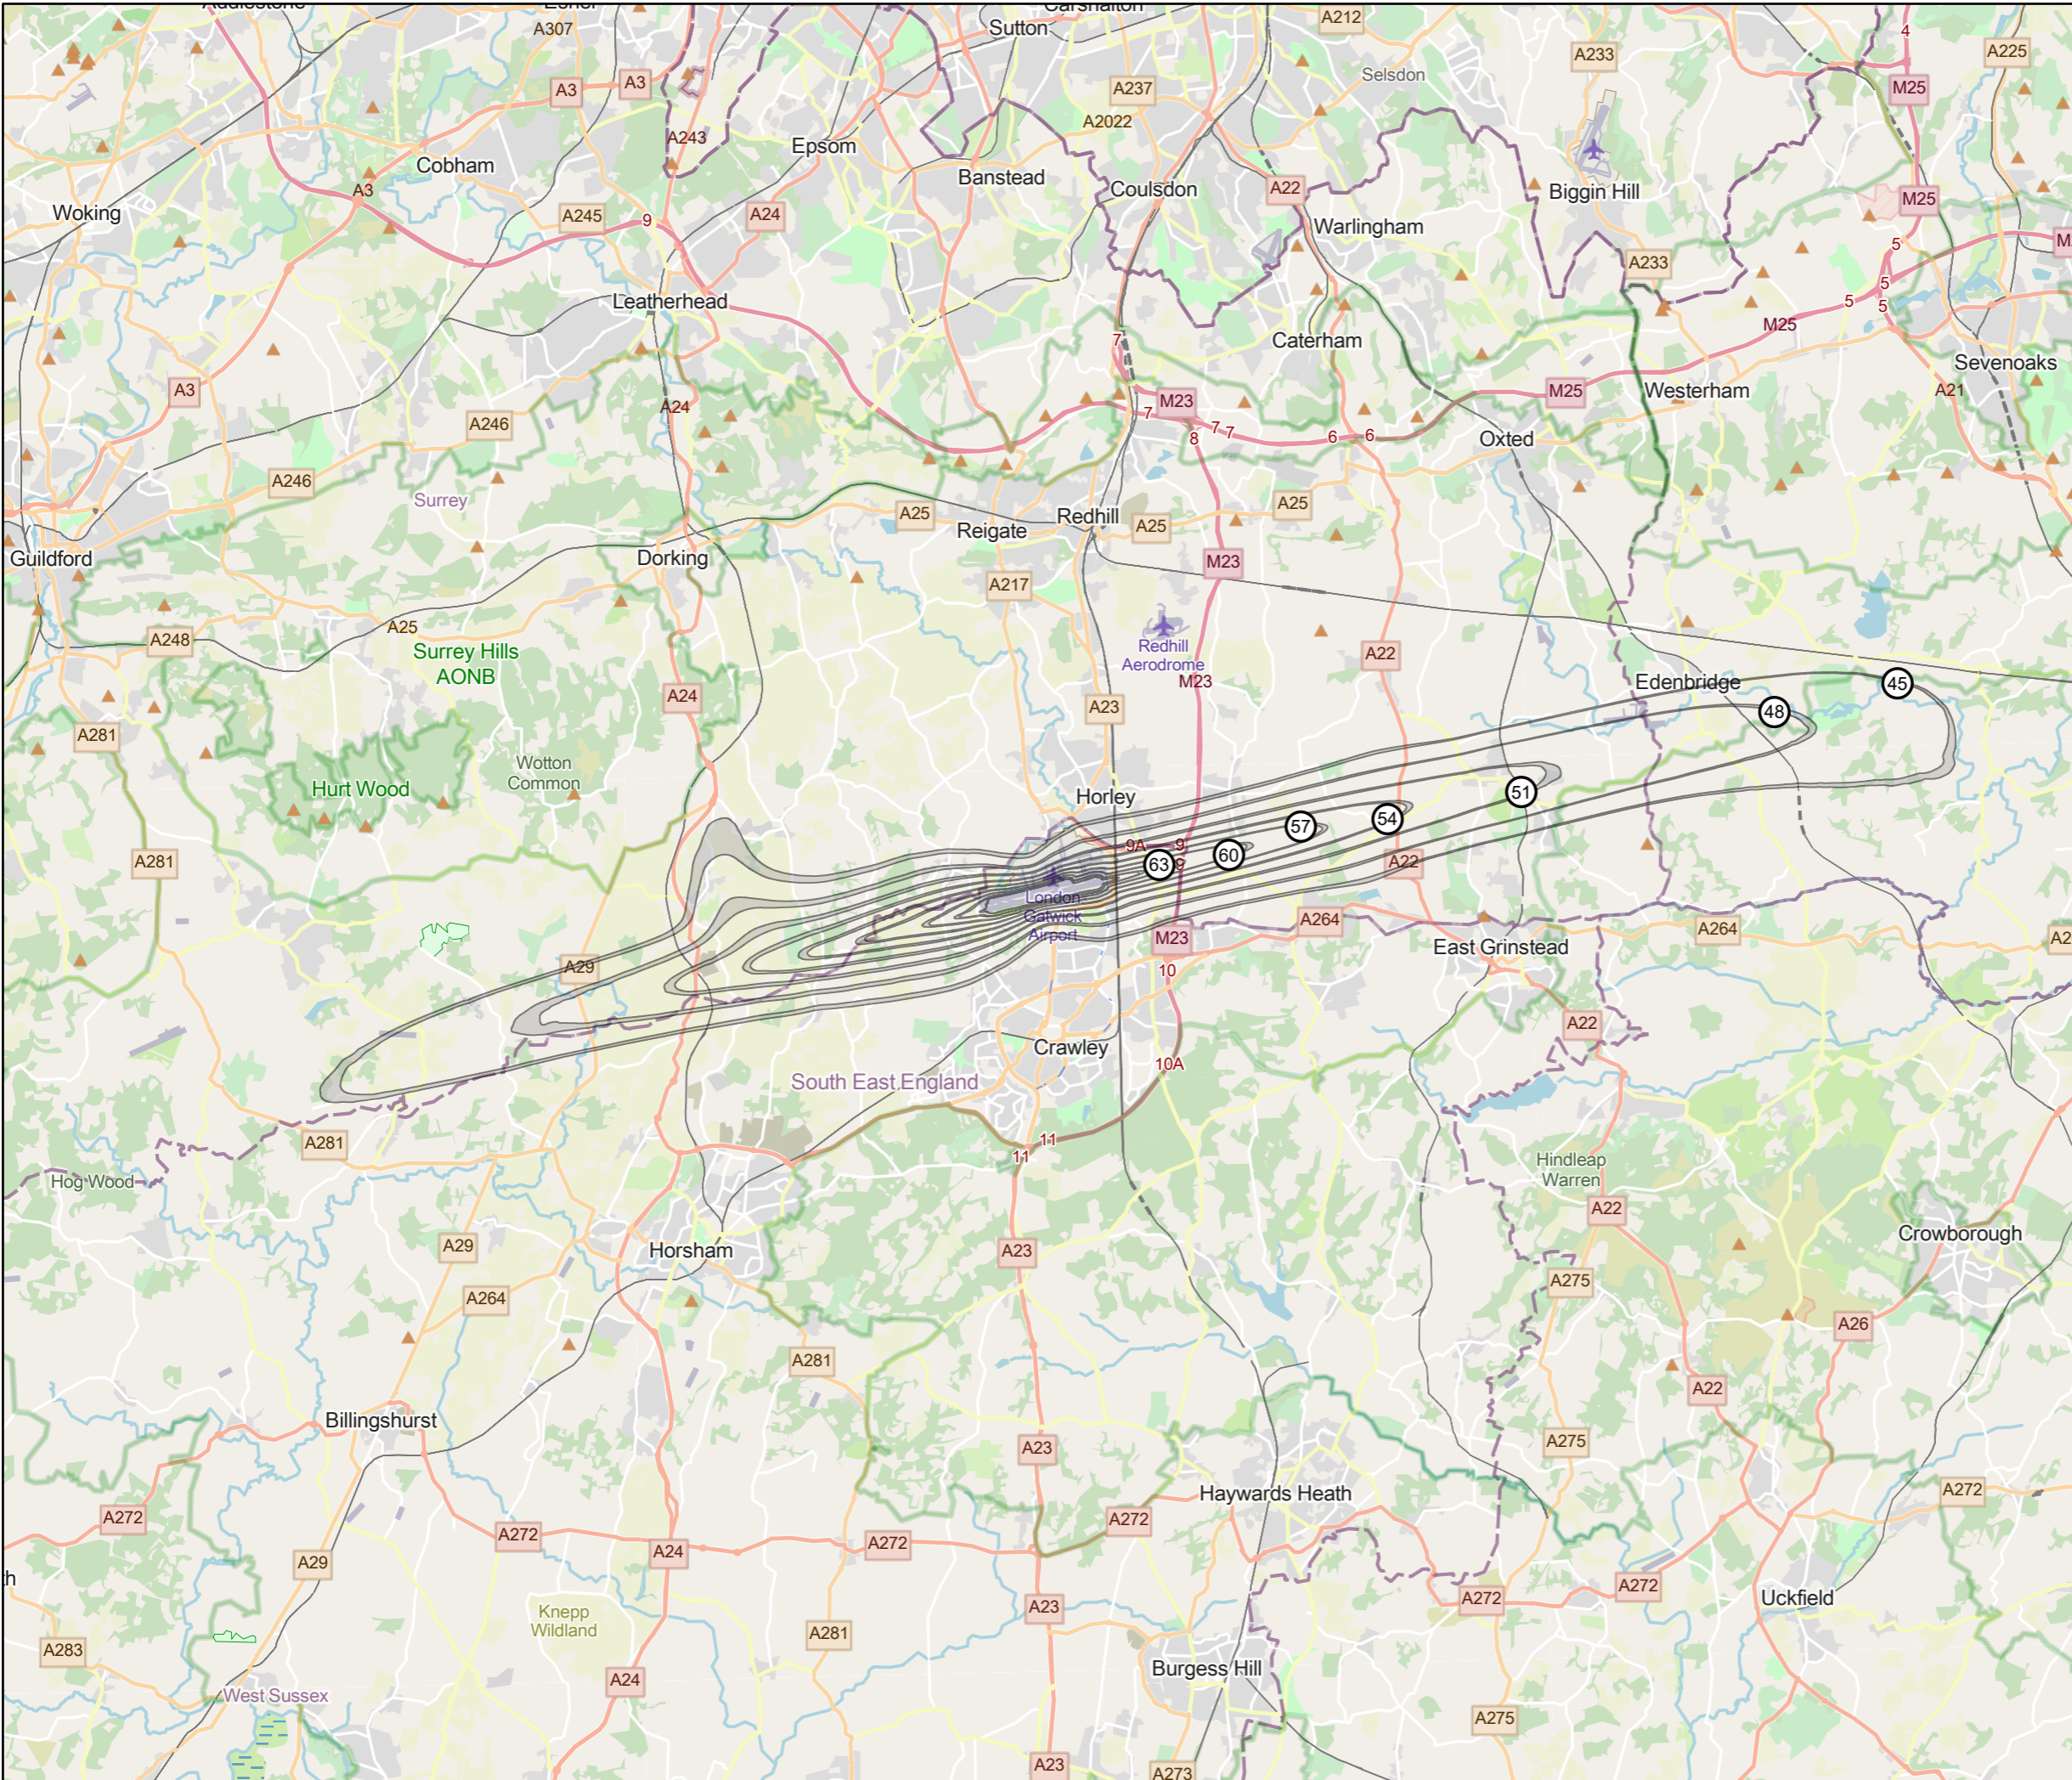 Sutton
A212
A307
A233
A225
4
Selsdon
A3
A3
A237
M25
A2022
A243
Epsom
Cobham
Banstead
Coulsdon
A22
Biggin Hill
A3
M25
Woking
A245
9
A24
Warlingham
A233
5
5
5
5
M25
Leatherhead
7
Caterham
Sevenoaks
A3
M23
M25
Westerham
A21
A24
7
7
7
8
6
6
A246
Oxted
A246
Surrey
A25
A25
Reigate
Redhill
A25
Guildford
Dorking
M23
A217
A25
A248
Surrey Hills
AONB
Redhill
Aerodrome
A22
M23
Edenbridge
45
A24
A23
48
A281
Wotton
Common
Hurt Wood
Horley
51
54
57
9A
9
60
63
9
A22
A281
London
Gatwick
Airport
A264
A264
M23
East Grinstead
A29
10
A22
Crawley
10A
South East England
11
11
A281
Hindleap
Warren
Hog Wood
A22
Crowborough
A29
Horsham
A23
A275
A264
A26
A281
A22
Billingshurst
A23
A275
Haywards Heath
A272
A272
A272
A272
A24
A272
A29
A272
A272
Uckfield
A23
Knepp
Wildland
A281
A283
Burgess Hill
A24
West Sussex
A275
A23
A273